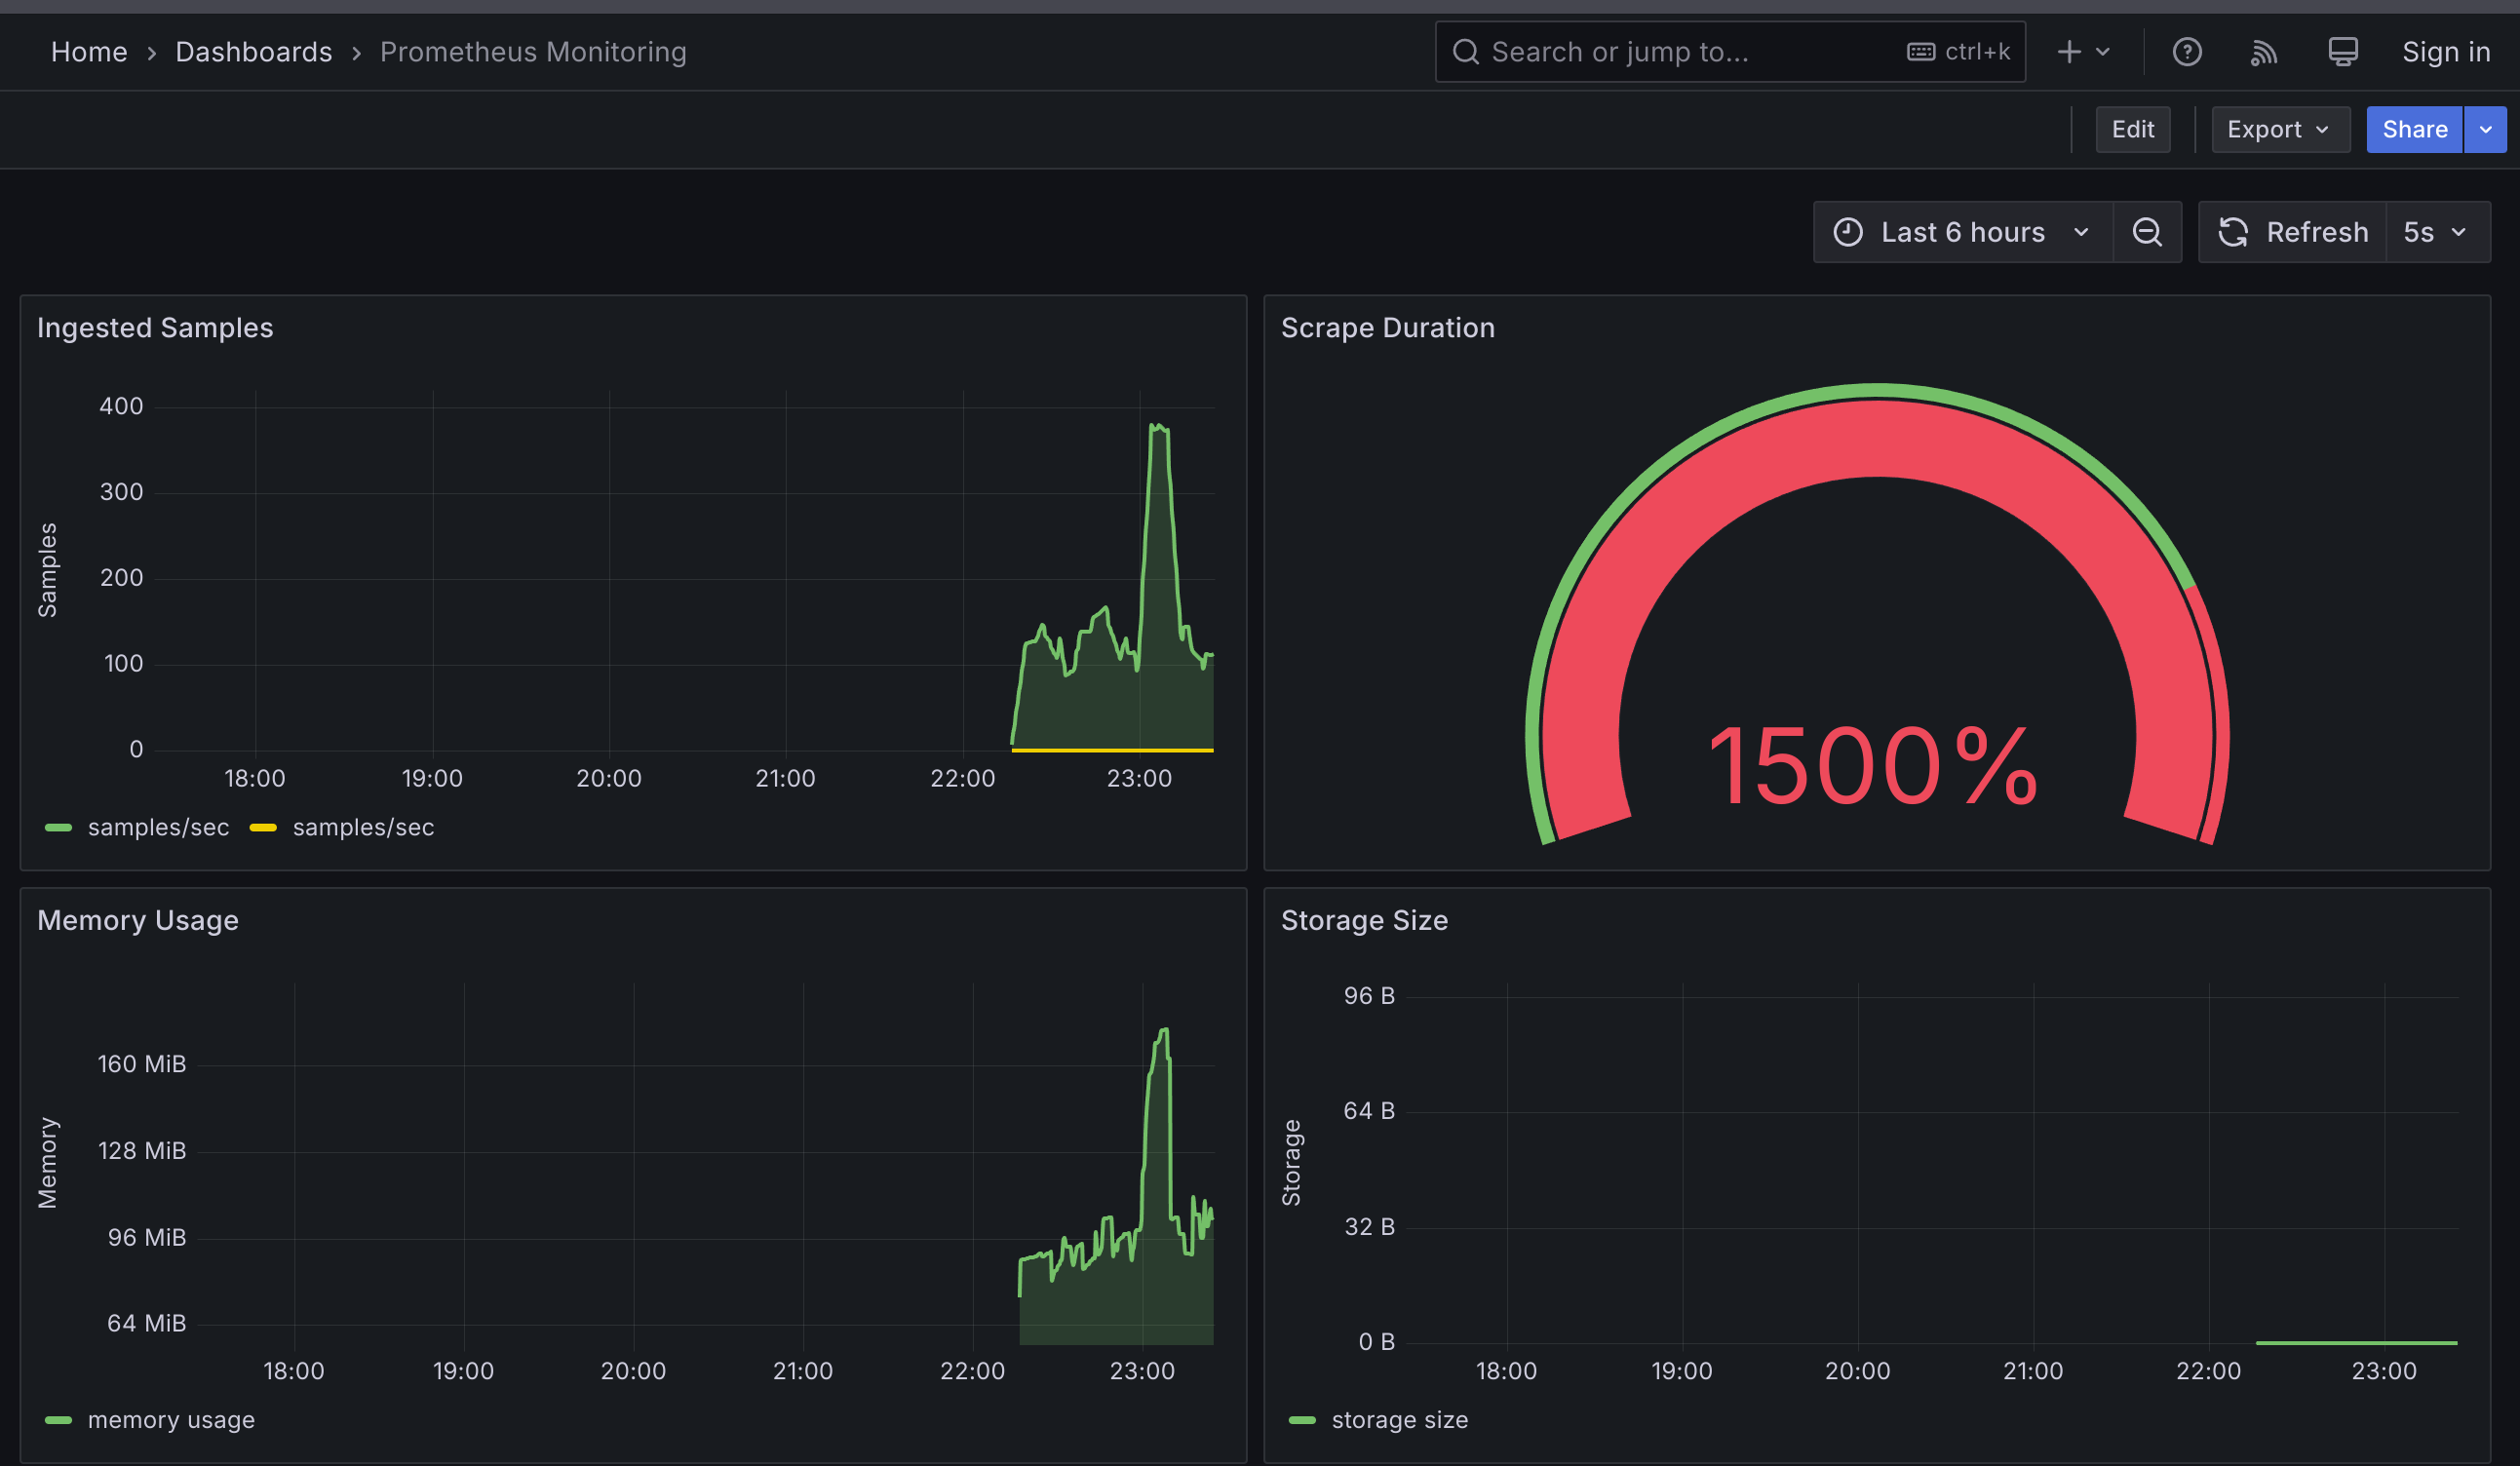 Home > Dashboards > Prometheus Monitoring
Search or jump to... ctrl+k
Sign in
Edit
Export
Share
Last 6 hours
Refresh
5s
Ingested Samples
Samples
400
300
200
100
0
18:00 19:00 20:00 21:00 22:00 23:00
samples/sec samples/sec
Scrape Duration
1500%
Memory Usage
Memory
160 MiB
128 MiB
96 MiB
64 MiB
18:00 19:00 20:00 21:00 22:00 23:00
memory usage
Storage Size
Storage
96 B
64 B
32 B
0 B
18:00 19:00 20:00 21:00 22:00 23:00
storage size